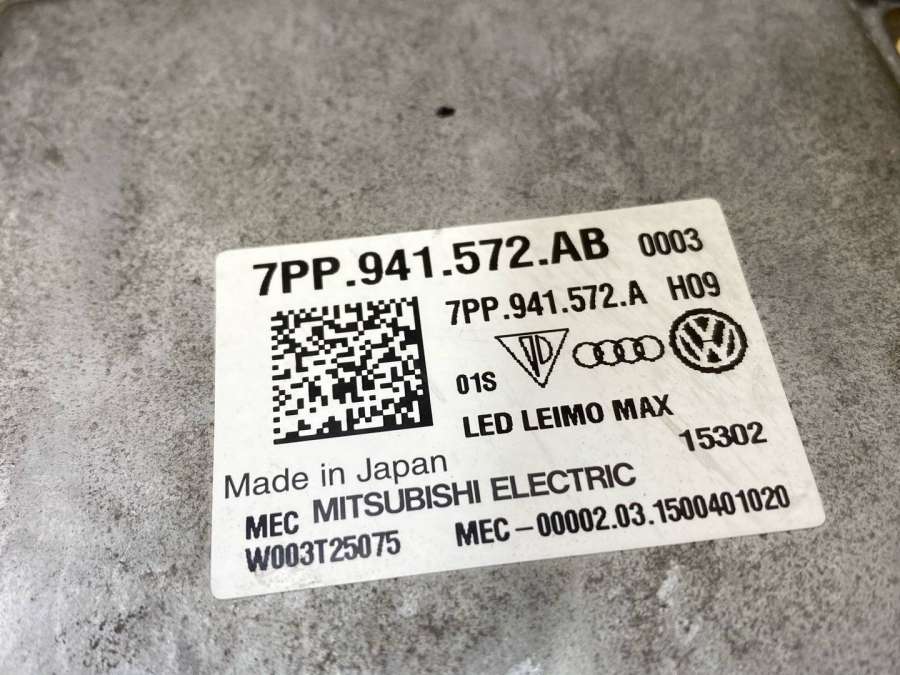 7PP.941.572.AB 0003
7PP.941.572.A H09
01S
LED LEIMO MAX
15302
Made in Japan
MEC MITSUBISHI ELECTRIC
W003T25075 MEC-00002.03.1500401020